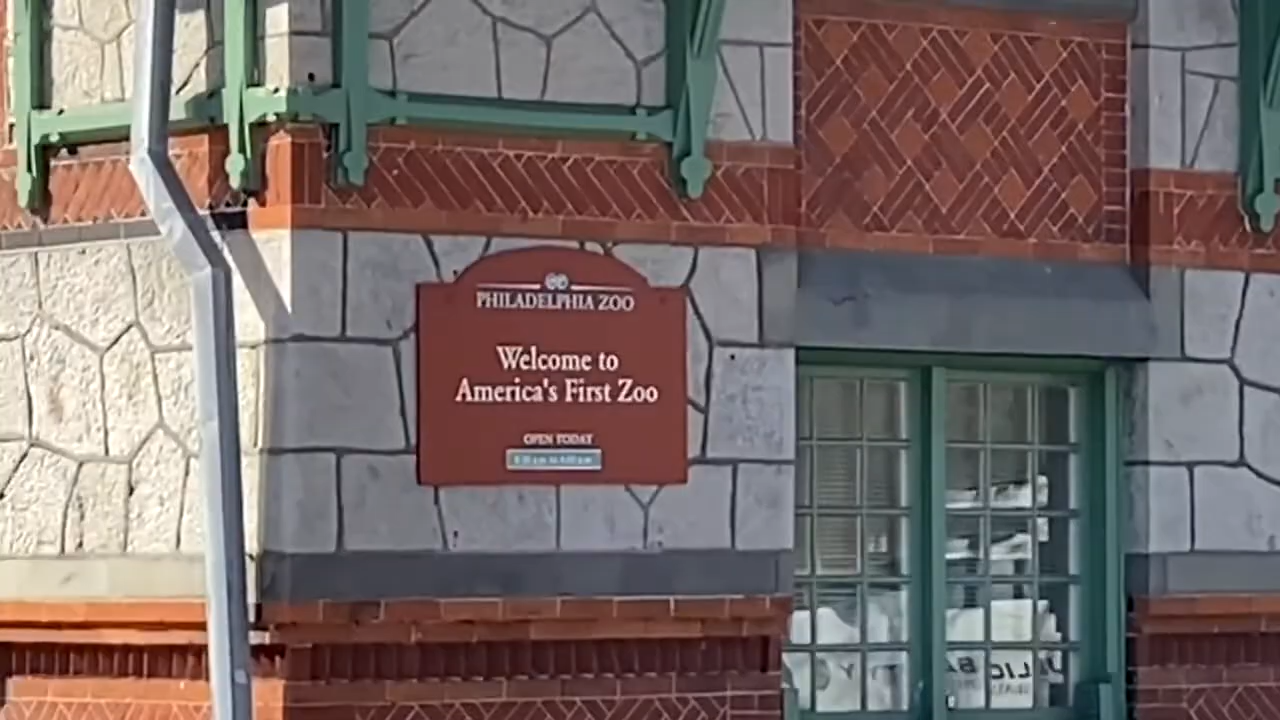 PHILADELPHIA ZOO
Welcome to
America's First Zoo
OPEN TODAY